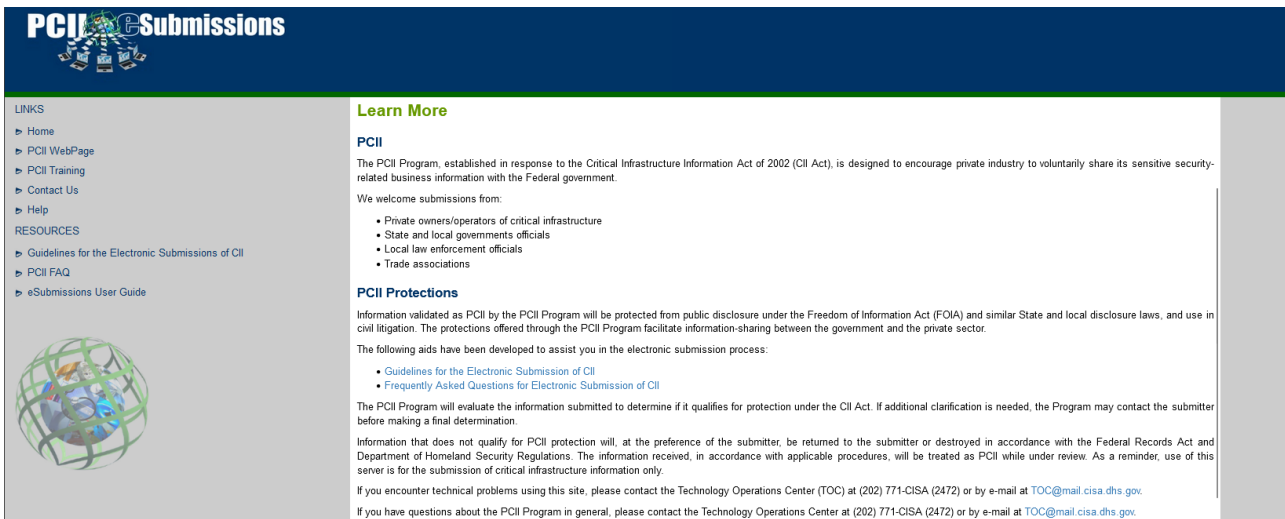 PCII eSubmissions
LINKS
Home
PCII WebPage
PCII Training
Contact Us
Help
RESOURCES
Guidelines for the Electronic Submissions of CII
PCII FAQ
eSubmissions User Guide
Learn More
PCII
The PCII Program, established in response to the Critical Infrastructure Information Act of 2002 (CII Act), is designed to encourage private industry to voluntarily share its sensitive security-
related business information with the Federal government.
We welcome submissions from:
• Private owners/operators of critical infrastructure
• State and local governments officials
• Local law enforcement officials
• Trade associations
PCII Protections
Information validated as PCII by the PCII Program will be protected from public disclosure under the Freedom of Information Act (FOIA) and similar State and local disclosure laws, and use in
civil litigation. The protections offered through the PCII Program facilitate information-sharing between the government and the private sector.
The following aids have been developed to assist you in the electronic submission process:
• Guidelines for the Electronic Submission of CII
• Frequently Asked Questions for Electronic Submission of CII
The PCII Program will evaluate the information submitted to determine if it qualifies for protection under the CII Act. If additional clarification is needed, the Program may contact the submitter
before making a final determination.
Information that does not qualify for PCII protection will, at the preference of the submitter, be returned to the submitter or destroyed in accordance with the Federal Records Act and
Department of Homeland Security Regulations. The information received, in accordance with applicable procedures, will be treated as PCII while under review. As a reminder, use of this
server is for the submission of critical infrastructure information only.
If you encounter technical problems using this site, please contact the Technology Operations Center (TOC) at (202) 771-CISA (2472) or by e-mail at TOC@mail.cisa.dhs.gov.
If you have questions about the PCII Program in general, please contact the Technology Operations Center at (202) 771-CISA (2472) or by e-mail at TOC@mail.cisa.dhs.gov.